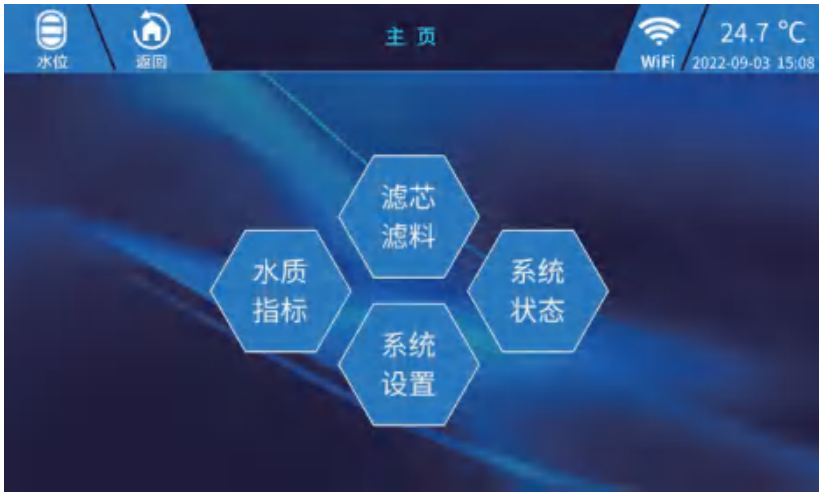 水位
返回
主页
WiFi
24.7 ℃
2022-09-03 15:08
滤芯
滤料
水质
指标
系统
状态
系统
设置